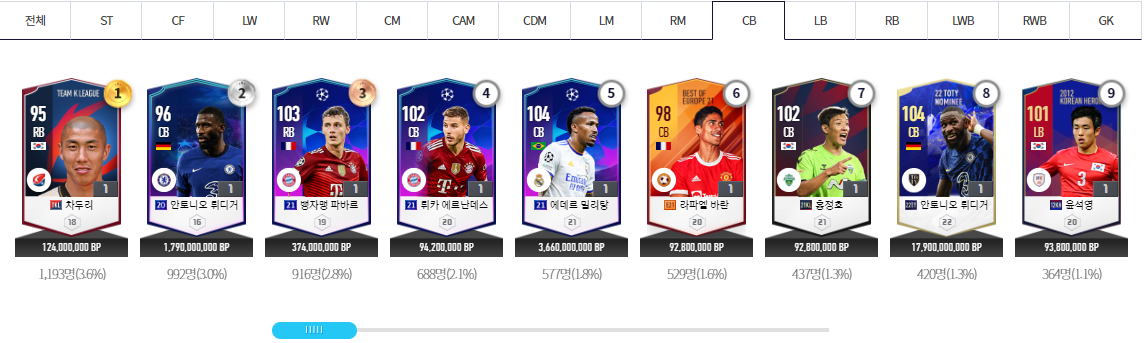 전체 ST CF LW RW CM CAM CDM LM RM CB LB RB LWB RWB GK
TEAM K LEAGUE 1 2 3 4 5 BEST OF EUROPE 21 6 7 22 TOTY NOMINEE 8 2012 KOREAN HEROES 9
95 96 103 102 104 98 102 104 101
RB CB RB CB CB CB CB CB LB
1 1 1 1 1 1 1 1 1
차두리 20 안토니오 뤼디거 21 뱅자맹 파바르 21 뤼카 에르난데스 21 에데르 밀리탕 라파엘 바란 홍정호 22TY 안토니오 뤼디거 윤석영
18 16 19 20 21 20 21 22 20
124,000,000 BP 1,790,000,000 BP 374,000,000 BP 94,200,000 BP 3,660,000,000 BP 92,800,000 BP 92,800,000 BP 17,900,000,000 BP 93,800,000 BP
1,193명(3.6%) 992명(3.0%) 916명(2.8%) 688명(2.1%) 577명(1.8%) 529명(1.6%) 437명(1.3%) 420명(1.3%) 364명(1.1%)